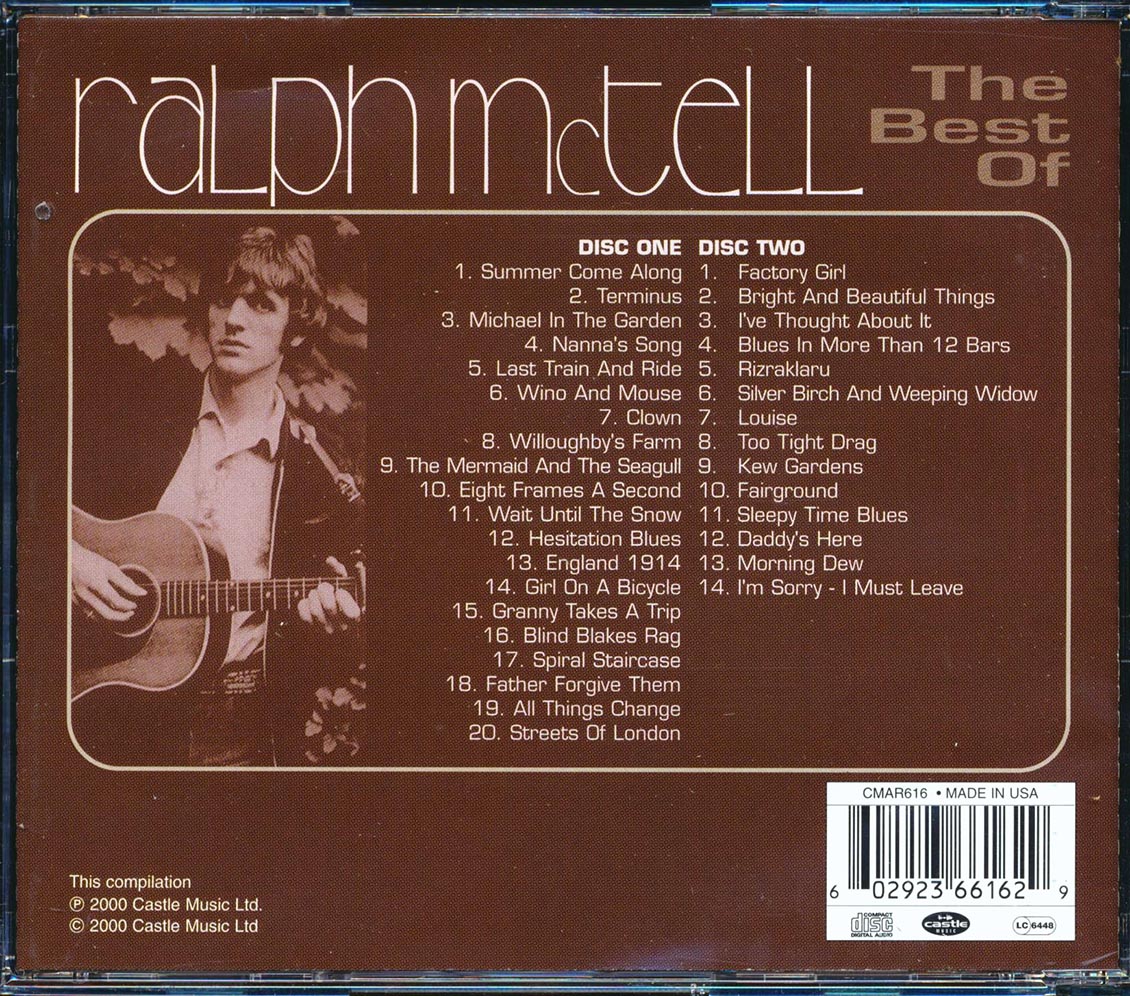 ralph mctell
The
Best
Of
DISC ONE
1. Summer Come Along
2. Terminus
3. Michael In The Garden
4. Nanna's Song
5. Last Train And Ride
6. Wino And Mouse
7. Clown
8. Willoughby's Farm
9. The Mermaid And The Seagull
10. Eight Frames A Second
11. Wait Until The Snow
12. Hesitation Blues
13. England 1914
14. Girl On A Bicycle
15. Granny Takes A Trip
16. Blind Blakes Rag
17. Spiral Staircase
18. Father Forgive Them
19. All Things Change
20. Streets Of London
DISC TWO
1. Factory Girl
2. Bright And Beautiful Things
3. I've Thought About It
4. Blues In More Than 12 Bars
5. Rizraklaru
6. Silver Birch And Weeping Widow
7. Louise
8. Too Tight Drag
9. Kew Gardens
10. Fairground
11. Sleepy Time Blues
12. Daddy's Here
13. Morning Dew
14. I'm Sorry - I Must Leave
This compilation
℗ 2000 Castle Music Ltd.
© 2000 Castle Music Ltd
CMAR616 • MADE IN USA
6 02923 66162 9
COMPACT
disc
DIGITAL AUDIO
castle
MUSIC
LC 6448